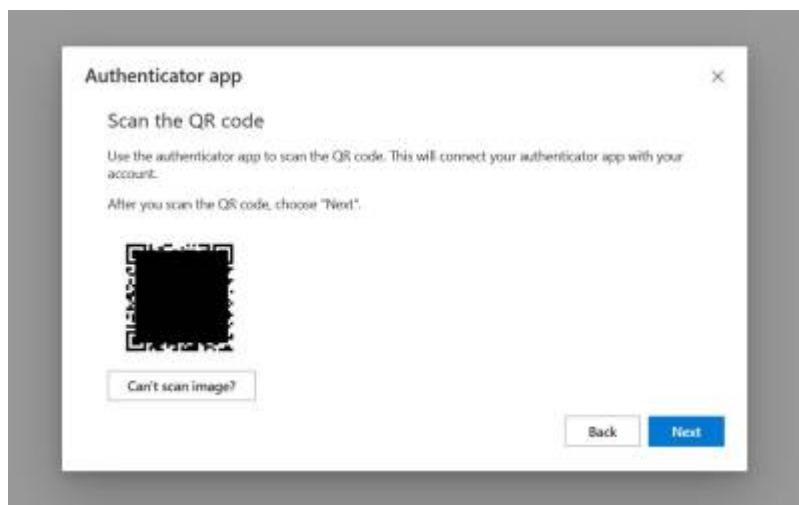 Authenticator app
Scan the QR code
Use the authenticator app to scan the QR code. This will connect your authenticator app with your
account.
After you scan the QR code, choose "Next".
Can't scan image?
Back Next